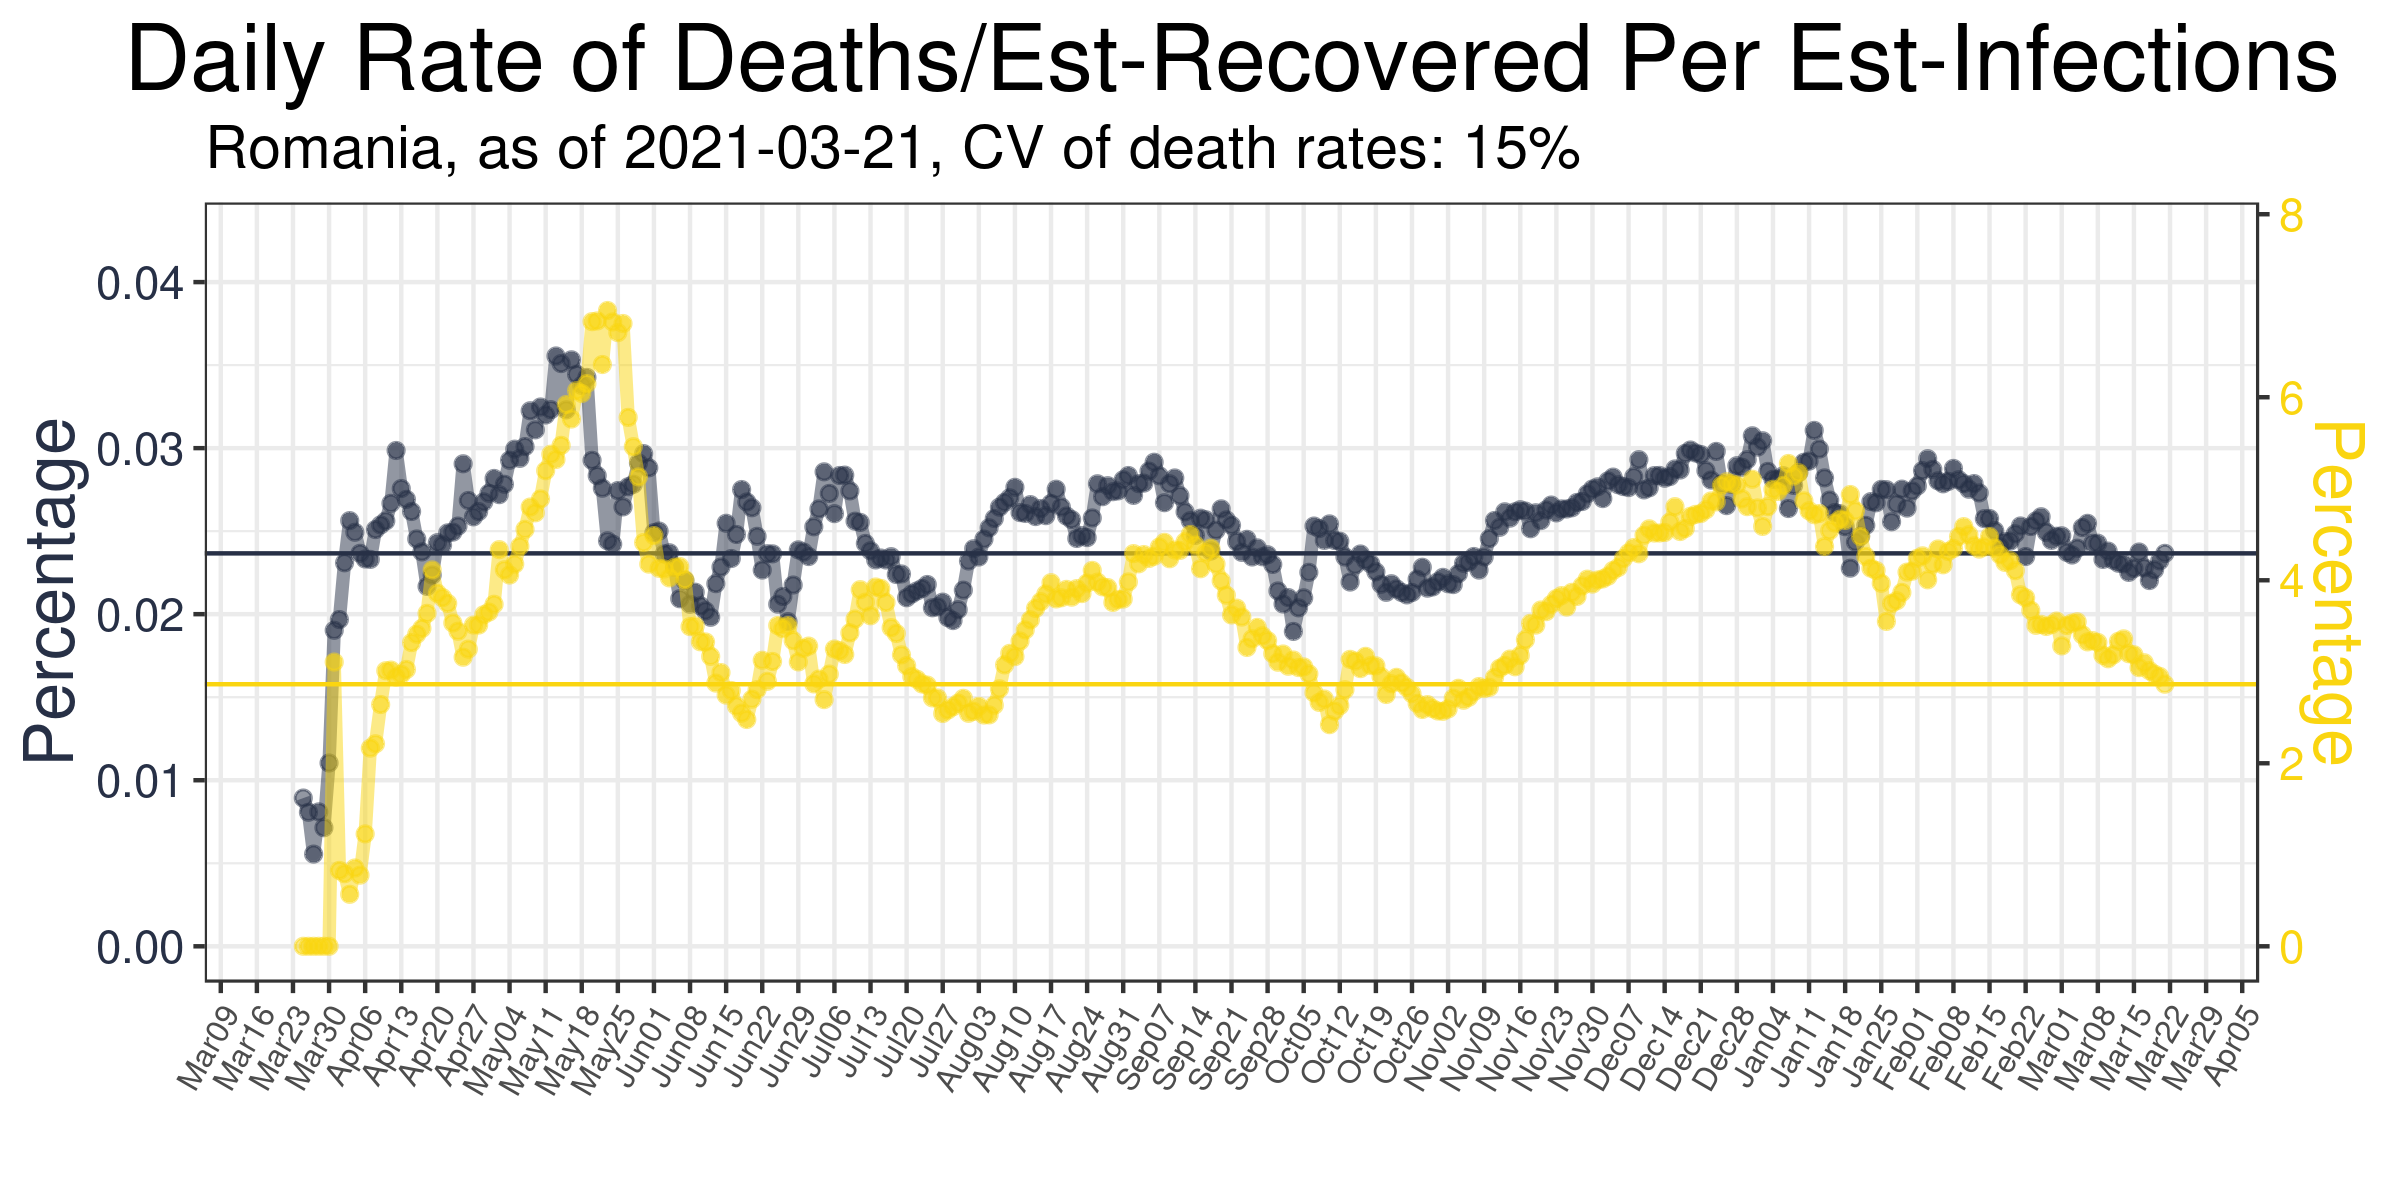 Daily Rate of Deaths/Est-Recovered Per Est-Infections
Romania, as of 2021-03-21, CV of death rates: 15%
Percentage
0.04
0.03
0.02
0.01
0.00
8
6
4
2
0
Percentage
Mar09
Mar16
Mar23
Mar30
Apr06
Apr13
Apr20
Apr27
May04
May11
May18
May25
Jun01
Jun08
Jun15
Jun22
Jun29
Jul06
Jul13
Jul20
Jul27
Aug03
Aug10
Aug17
Aug24
Aug31
Sep07
Sep14
Sep21
Sep28
Oct05
Oct12
Oct19
Oct26
Nov02
Nov09
Nov16
Nov23
Nov30
Dec07
Dec14
Dec21
Dec28
Jan04
Jan11
Jan18
Jan25
Feb01
Feb08
Feb15
Feb22
Mar01
Mar08
Mar15
Mar22
Mar29
Apr05